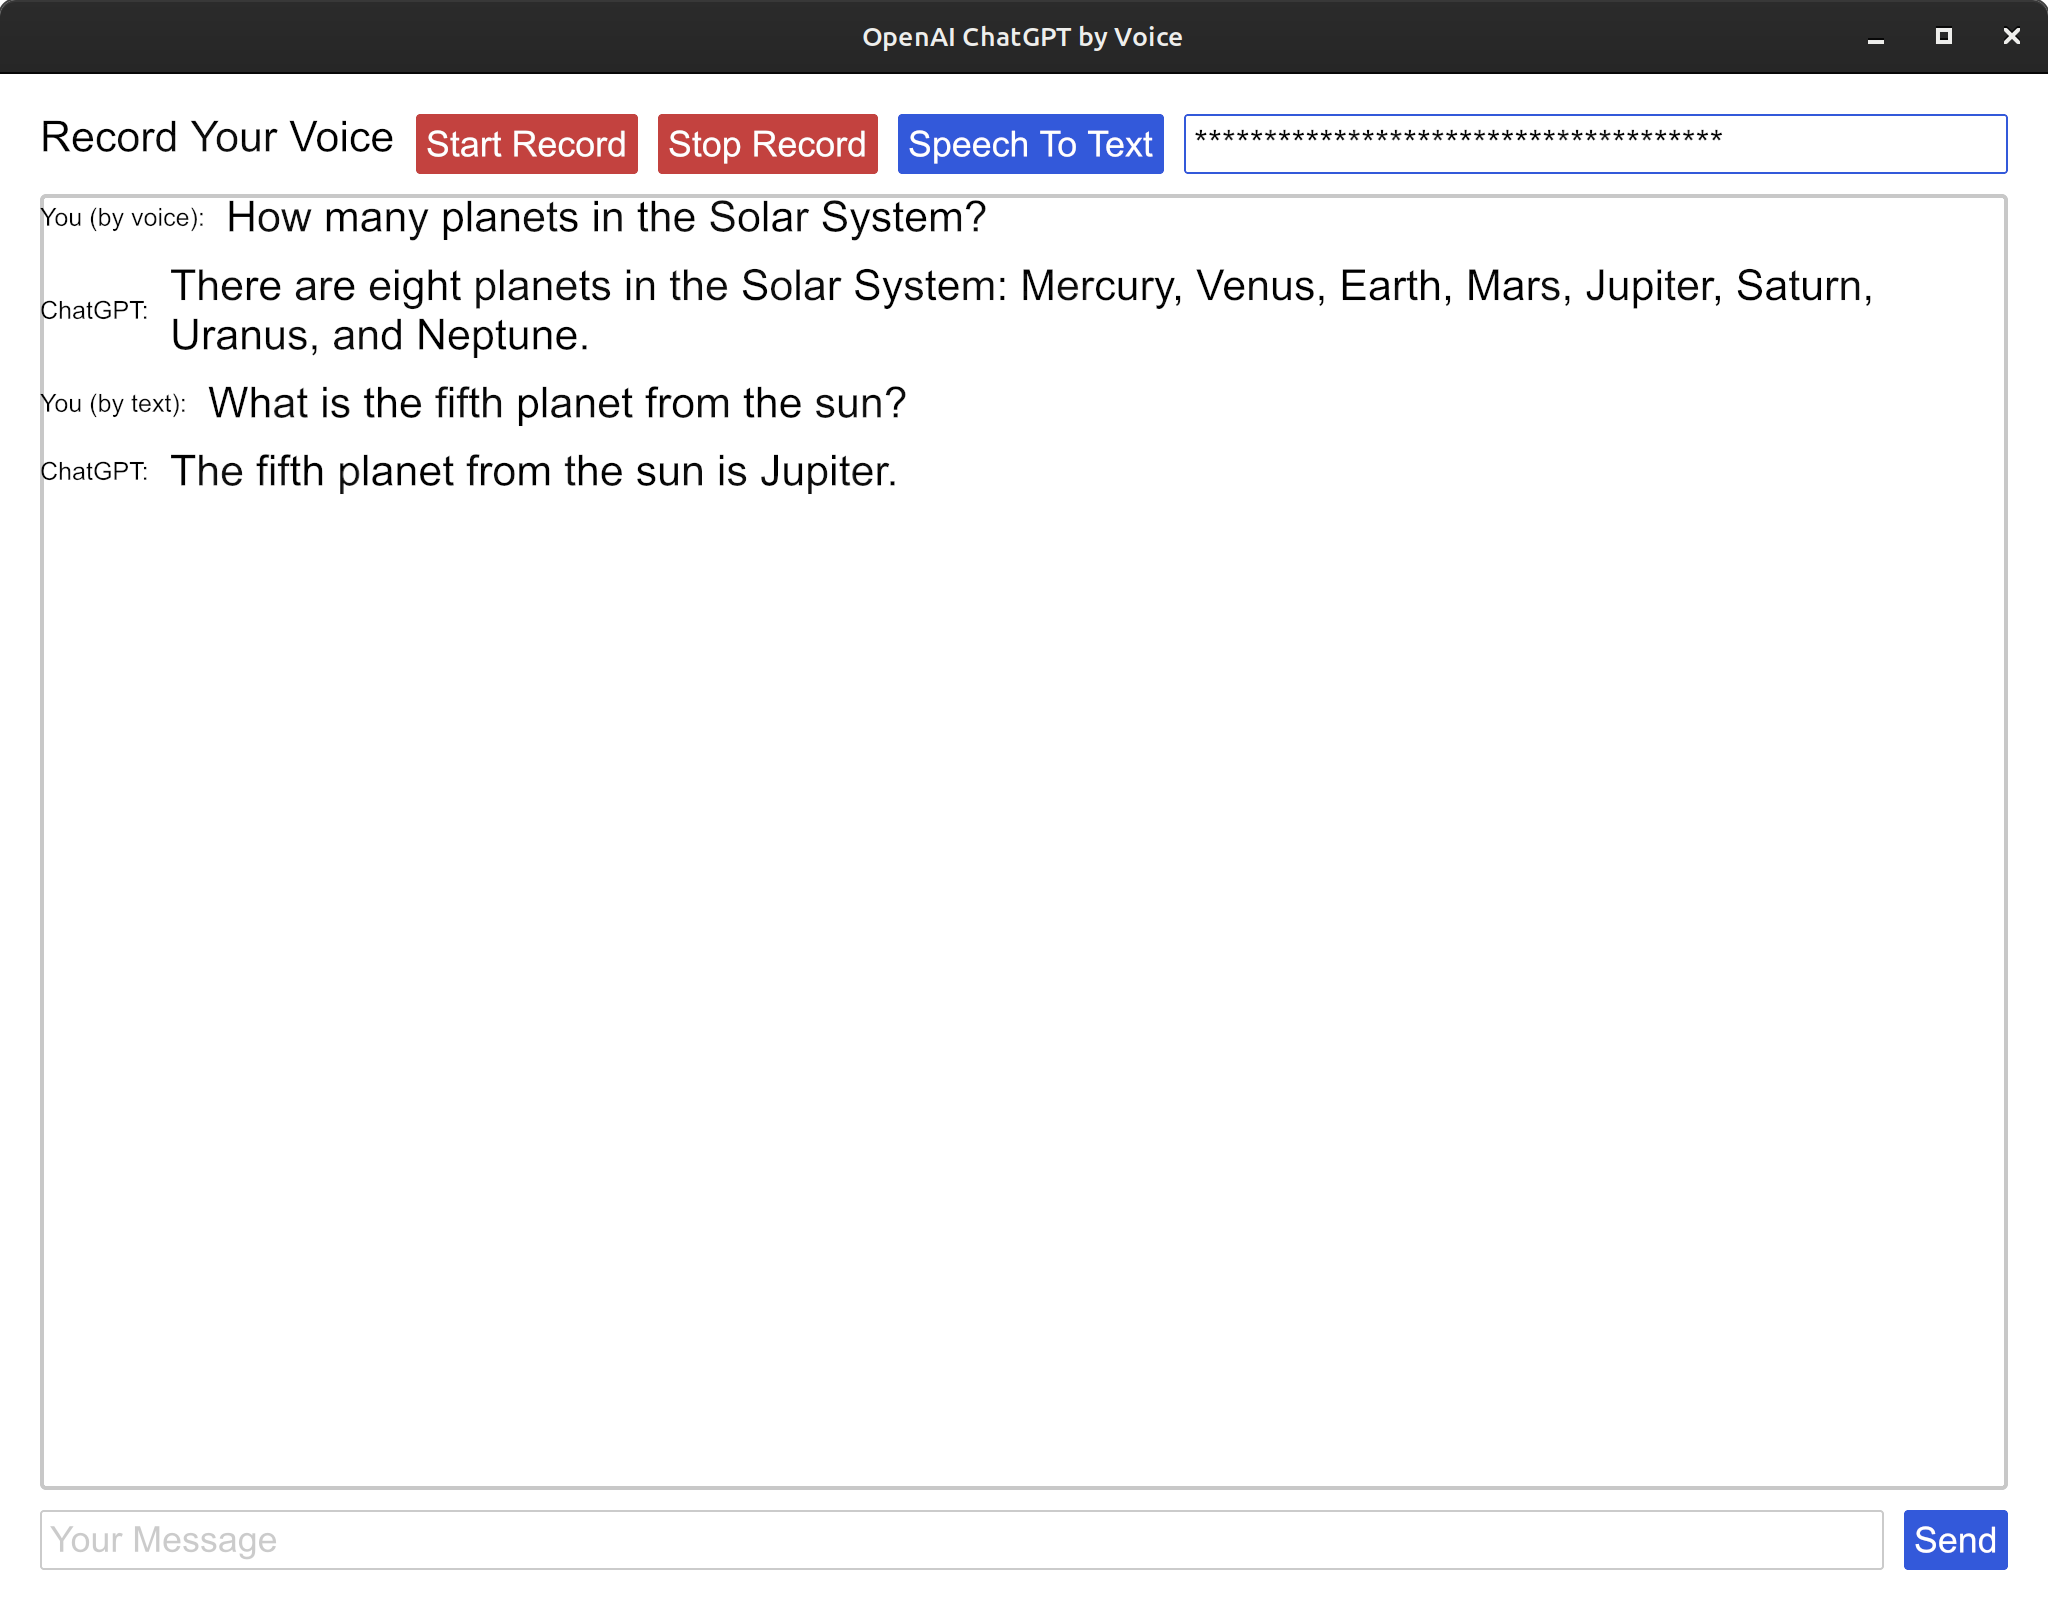 OpenAI ChatGPT by Voice
Record Your Voice Start Record Stop Record Speech To Text **************************************
You (by voice): How many planets in the Solar System?
ChatGPT: There are eight planets in the Solar System: Mercury, Venus, Earth, Mars, Jupiter, Saturn,
Uranus, and Neptune.
You (by text): What is the fifth planet from the sun?
ChatGPT: The fifth planet from the sun is Jupiter.
Your Message Send